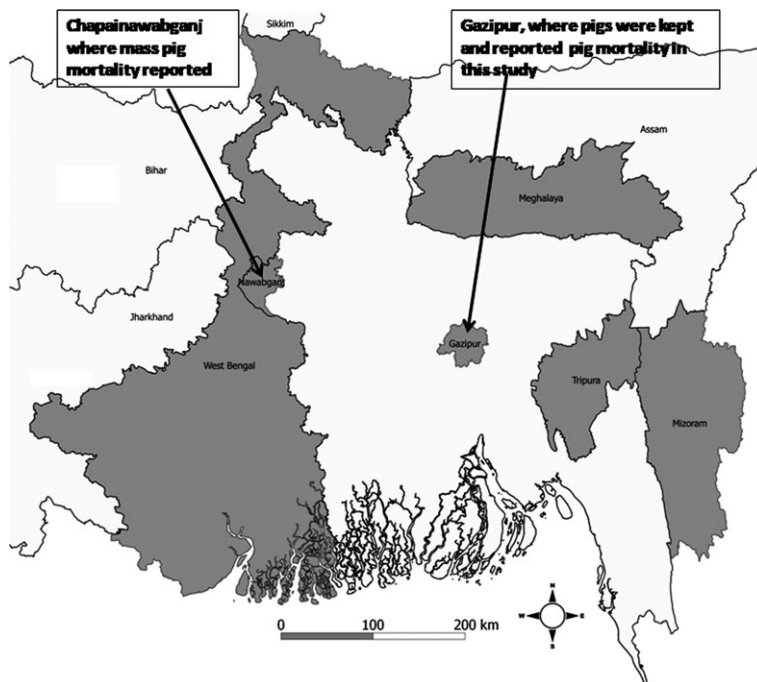 Sikkim
Chapainawabganj
where mass pig
mortality reported
Gazipur, where pigs were kept
and reported pig mortality in
this study
Assam
Bihar
Meghalaya
Nawabganj
Jharkhand
Gazipur
West Bengal
Tripura
Mizoram
N
W E
S
0 100 200 km